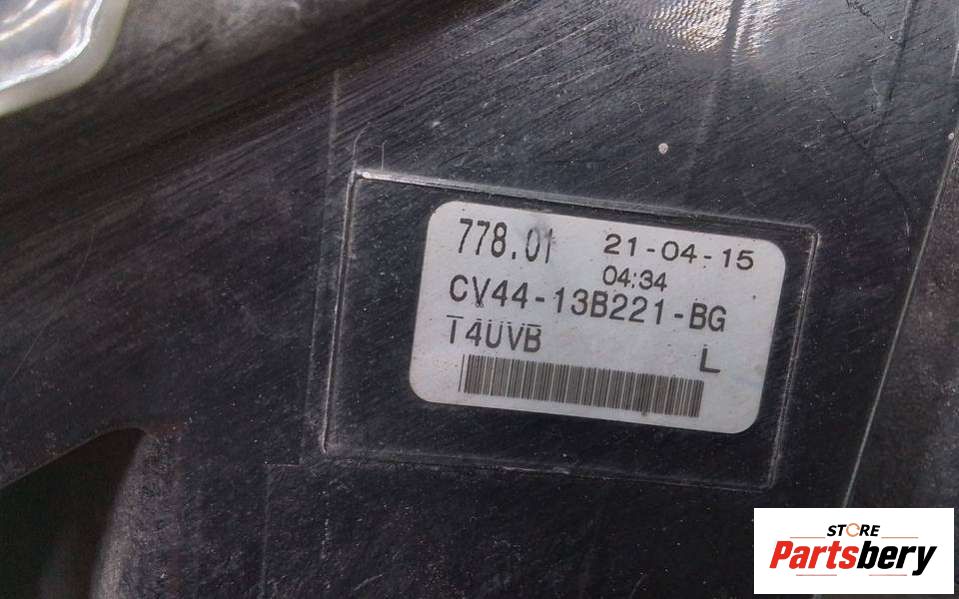 778.01 21-04-15
04:34
CV44-13B221-BG
T4UVB L
STORE
Partsbery